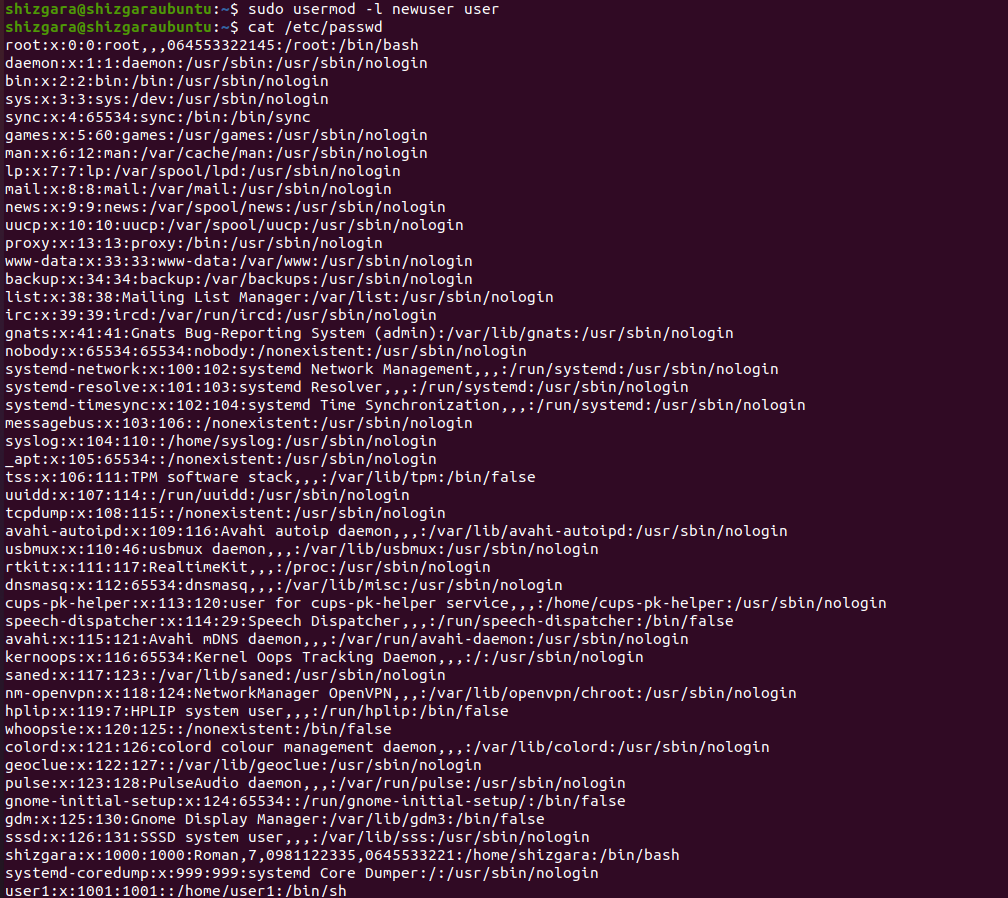 shizgara@shizgaraubuntu:~$ sudo usermod -l newuser user
shizgara@shizgaraubuntu:~$ cat /etc/passwd
root:x:0:0:root,,,064553322145:/root:/bin/bash
daemon:x:1:1:daemon:/usr/sbin:/usr/sbin/nologin
bin:x:2:2:bin:/bin:/usr/sbin/nologin
sys:x:3:3:sys:/dev:/usr/sbin/nologin
sync:x:4:65534:sync:/bin:/bin/sync
games:x:5:60:games:/usr/games:/usr/sbin/nologin
man:x:6:12:man:/var/cache/man:/usr/sbin/nologin
lp:x:7:7:lp:/var/spool/lpd:/usr/sbin/nologin
mail:x:8:8:mail:/var/mail:/usr/sbin/nologin
news:x:9:9:news:/var/spool/news:/usr/sbin/nologin
uucp:x:10:10:uucp:/var/spool/uucp:/usr/sbin/nologin
proxy:x:13:13:proxy:/bin:/usr/sbin/nologin
www-data:x:33:33:www-data:/var/www:/usr/sbin/nologin
backup:x:34:34:backup:/var/backups:/usr/sbin/nologin
list:x:38:38:Mailing List Manager:/var/list:/usr/sbin/nologin
irc:x:39:39:ircd:/var/run/ircd:/usr/sbin/nologin
gnats:x:41:41:Gnats Bug-Reporting System (admin):/var/lib/gnats:/usr/sbin/nologin
nobody:x:65534:65534:nobody:/nonexistent:/usr/sbin/nologin
systemd-network:x:100:102:systemd Network Management,,,:/run/systemd:/usr/sbin/nologin
systemd-resolve:x:101:103:systemd Resolver,,,:/run/systemd:/usr/sbin/nologin
systemd-timesync:x:102:104:systemd Time Synchronization,,,:/run/systemd:/usr/sbin/nologin
messagebus:x:103:106::/nonexistent:/usr/sbin/nologin
syslog:x:104:110::/home/syslog:/usr/sbin/nologin
_apt:x:105:65534::/nonexistent:/usr/sbin/nologin
tss:x:106:111:TPM software stack,,,:/var/lib/tpm:/bin/false
uuidd:x:107:114::/run/uuidd:/usr/sbin/nologin
tcpdump:x:108:115::/nonexistent:/usr/sbin/nologin
avahi-autoipd:x:109:116:Avahi autoip daemon,,,:/var/lib/avahi-autoipd:/usr/sbin/nologin
usbmux:x:110:46:usbmux daemon,,,:/var/lib/usbmux:/usr/sbin/nologin
rtkit:x:111:117:RealtimeKit,,,:/proc:/usr/sbin/nologin
dnsmasq:x:112:65534:dnsmasq,,,:/var/lib/misc:/usr/sbin/nologin
cups-pk-helper:x:113:120:user for cups-pk-helper service,,,:/home/cups-pk-helper:/usr/sbin/nologin
speech-dispatcher:x:114:29:Speech Dispatcher,,,:/run/speech-dispatcher:/bin/false
avahi:x:115:121:Avahi mDNS daemon,,,:/var/run/avahi-daemon:/usr/sbin/nologin
kernoops:x:116:65534:Kernel Oops Tracking Daemon,,,:/:/usr/sbin/nologin
saned:x:117:123::/var/lib/saned:/usr/sbin/nologin
nm-openvpn:x:118:124:NetworkManager OpenVPN,,,:/var/lib/openvpn/chroot:/usr/sbin/nologin
hplip:x:119:7:HPLIP system user,,,:/run/hplip:/bin/false
whoopsie:x:120:125::/nonexistent:/bin/false
colord:x:121:126:colord colour management daemon,,,:/var/lib/colord:/usr/sbin/nologin
geoclue:x:122:127::/var/lib/geoclue:/usr/sbin/nologin
pulse:x:123:128:PulseAudio daemon,,,:/var/run/pulse:/usr/sbin/nologin
gnome-initial-setup:x:124:65534::/run/gnome-initial-setup/:/bin/false
gdm:x:125:130:Gnome Display Manager:/var/lib/gdm3:/bin/false
sssd:x:126:131:SSSD system user,,,:/var/lib/sss:/usr/sbin/nologin
shizgara:x:1000:1000:Roman,7,0981122335,0645533221:/home/shizgara:/bin/bash
systemd-coredump:x:999:999:systemd Core Dumper:/:/usr/sbin/nologin
user1:x:1001:1001::/home/user1:/bin/sh